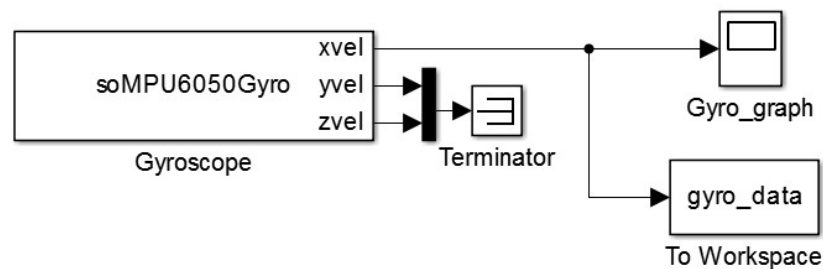 xvel
soMPU6050Gyro
yvel
zvel
Gyroscope
Terminator
Gyro_graph
gyro_data
To Workspace